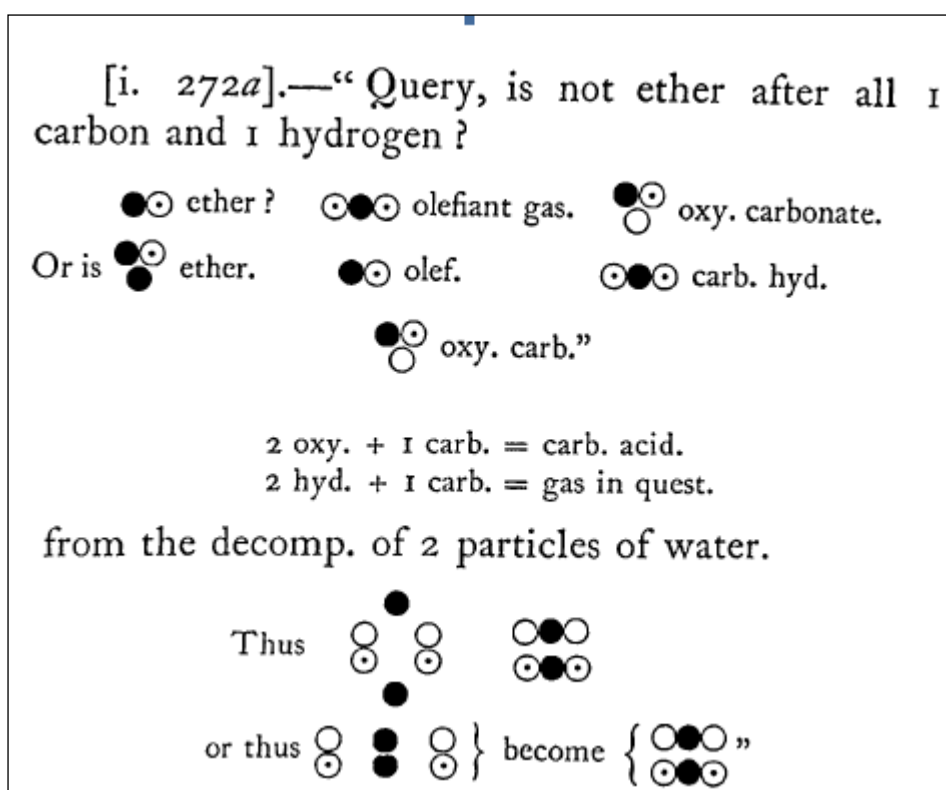 [i. 272a].—“ Query, is not ether after all 1
carbon and 1 hydrogen ?
ether ? olefiant gas. oxy. carbonate.
Or is ether. olef. carb. hyd.
oxy. carb.”
2 oxy. + 1 carb. = carb. acid.
2 hyd. + 1 carb. = gas in quest.
from the decomp. of 2 particles of water.
Thus
or thus } become { ”